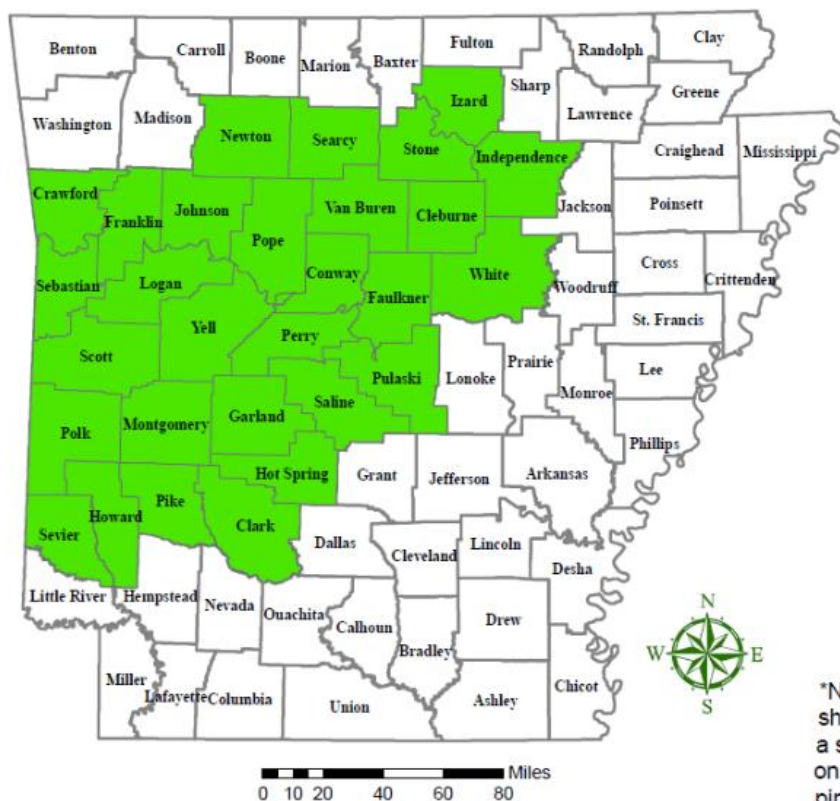 Benton
Carroll
Boone
Marion
Baxter
Fulton
Randolph
Clay
Washington
Madison
Newton
Searcy
Stone
Izard
Sharp
Lawrence
Greene
Independence
Craighead
Mississippi
Crawford
Franklin
Johnson
Pope
Van Buren
Cleburne
Jackson
Poinsett
Sebastian
Logan
Conway
Faulkner
White
Woodruff
Cross
Crittenden
Scott
Yell
Perry
Pulaski
Lonoke
Prairie
St. Francis
Lee
Monroe
Polk
Montgomery
Garland
Saline
Phillips
Hot Spring
Grant
Jefferson
Arkansas
Sevier
Howard
Pike
Clark
Dallas
Cleveland
Lincoln
Desha
Little River
Hempstead
Nevada
Ouachita
Calhoun
Bradley
Drew
Miller
Lafayette
Columbia
Union
Ashley
Chicot
N
W E
S
*N
sh
a s
on
Miles
0 10 20 40 60 80